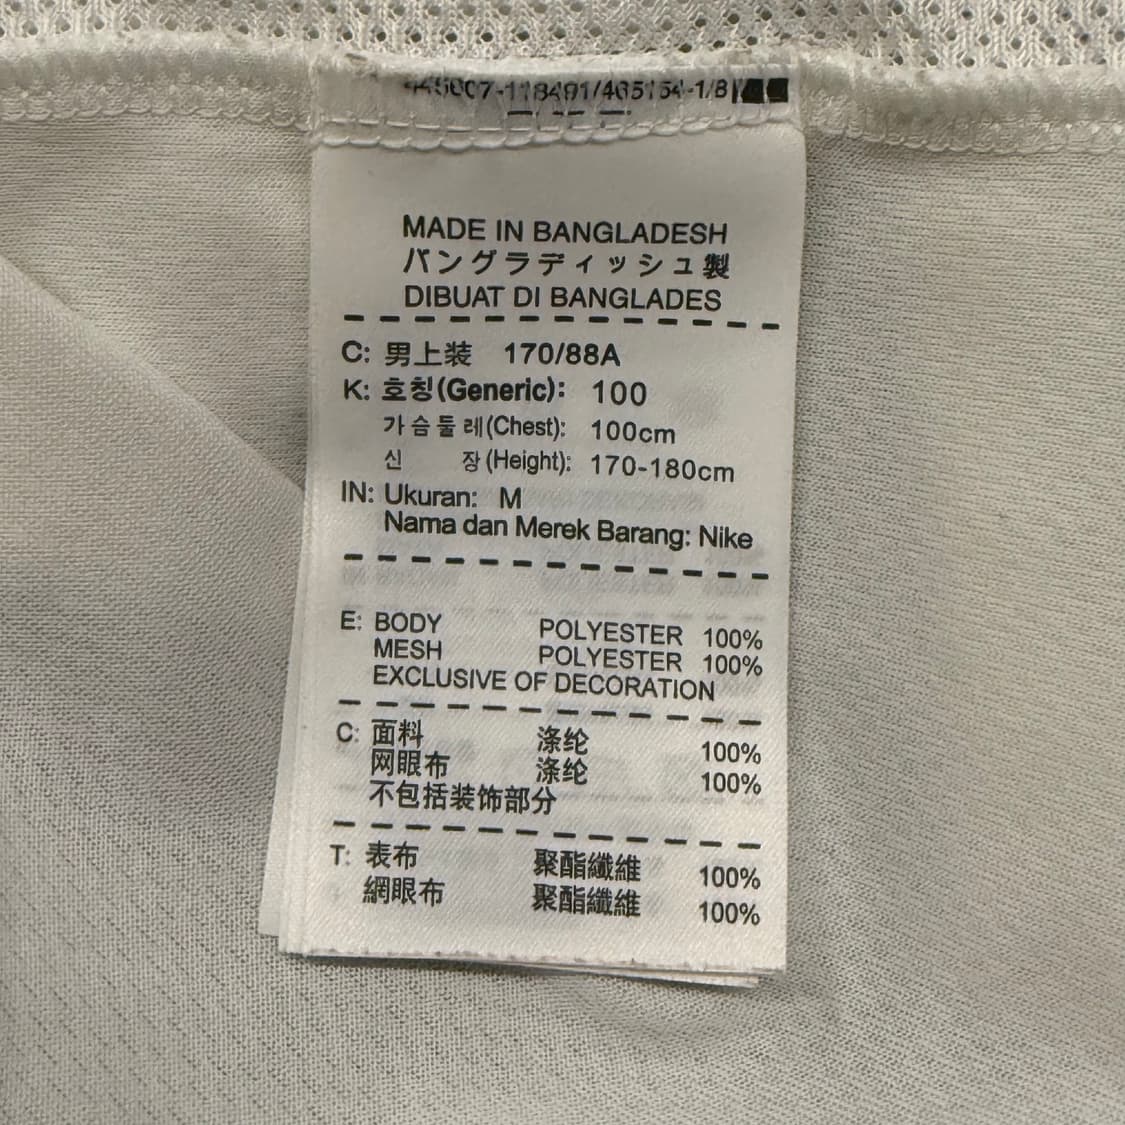 118491/465154-1/8
MADE IN BANGLADESH
バングラディッシュ製
DIBUAT DI BANGLADES
C: 男上装 170/88A
K: 호칭(Generic): 100
가슴둘레(Chest): 100cm
신 장(Height): 170-180cm
IN: Ukuran: M
Nama dan Merek Barang: Nike
E: BODY POLYESTER 100%
MESH POLYESTER 100%
EXCLUSIVE OF DECORATION
C: 面料 涤纶 100%
网眼布 涤纶 100%
不包括装饰部分
T: 表布 聚酯纖維 100%
網眼布 聚酯纖維 100%